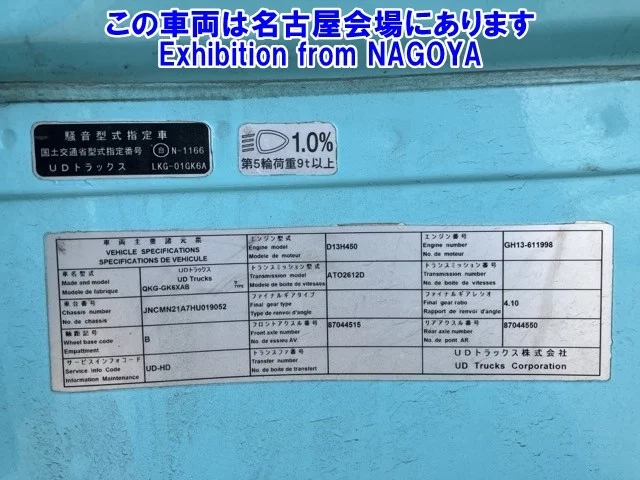 この車両は名古屋会場にあります
Exhibition from NAGOYA
騒音型式指定車
国土交通省型式指定番号 自 N-1166
UDトラックス LKG-01GK6A
1.0%
第5輪荷重9t以上
車両主要諸元表
VEHICLE SPECIFICATIONS
SPECIFICATIONS DE VEHICULE
車名型式 UDトラックス
Make and model UD Trucks
Modele de fabrique QKG-GK6XAB
車台番号
Chassis number JNCMN21A7HU019052
No de chassis
軸距記号
Wheel base code B
Empattment
サービスインフォコード
Service info Code UD-HD
Information Maintenance
エンジン型式
Engine model D13H450
Modele de moteur
トランスミッション型式
Transmission model ATO2612D
Modele de boite de vitesses
ファイナルギアタイプ
Final gear type
Type de renvoi d'angle
フロントアクスル番号
Front axle number 87044515
No. de essieu AV.
トランスファ番号
Transfer number
No. de boite de transfert
エンジン番号
Engine number GH13-611998
No de moteur
トランスミッション番号
Transmission number
No. de boite de vitesses
ファイナルギアレシオ
Final gear ratio 4.10
Rapport de renvoi d'angle
リアアクスル番号
Rear axle number 87044550
No. de pont AR.
UDトラックス株式会社
UD Trucks Corporation